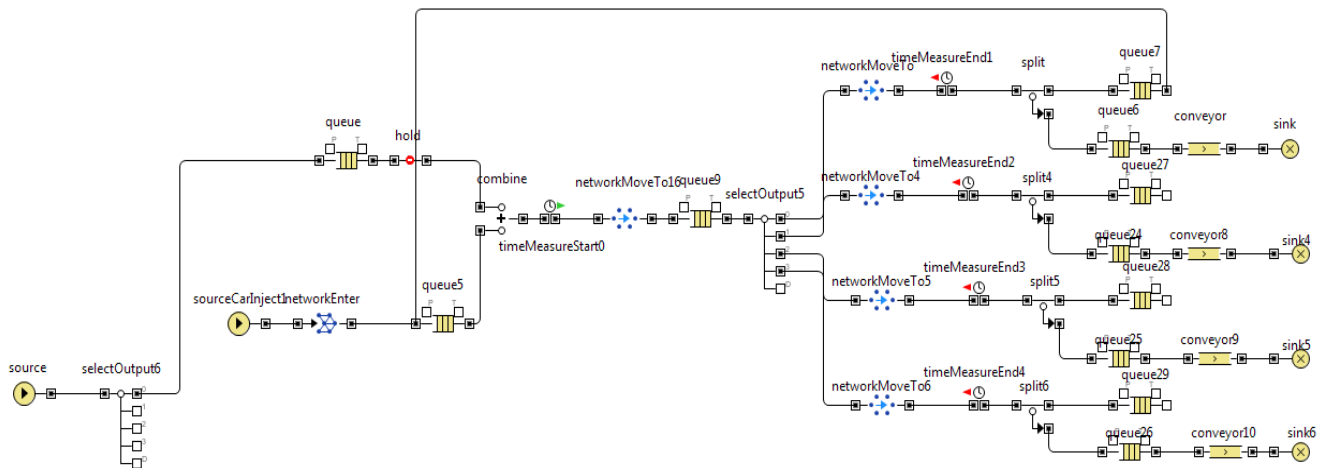 queue7
timeMeasureEnd1
networkMoveTo
split
queue6
conveyor
sink
queue
hold
queue27
timeMeasureEnd2
networkMoveTo4
split4
combine
networkMoveTo16
queue9
selectOutput5
timeMeasureStart0
queue24
conveyor8
sink4
queue28
timeMeasureEnd3
networkMoveTo5
split5
queue5
sourceCarInject1
networkEnter
queue25
conveyor9
sink5
queue29
source
selectOutput6
timeMeasureEnd4
networkMoveTo6
split6
queue26
conveyor10
sink6